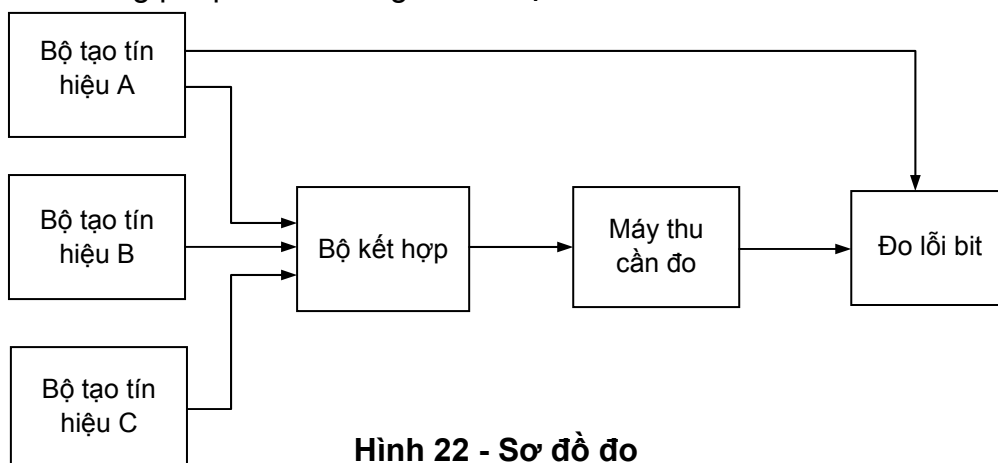 Bộ tạo tín
hiệu A
Bộ tạo tín
hiệu B
Bộ kết hợp
Máy thu
cần đo
Đo lỗi bit
Bộ tạo tín
hiệu C
Hình 22 - Sơ đồ đo